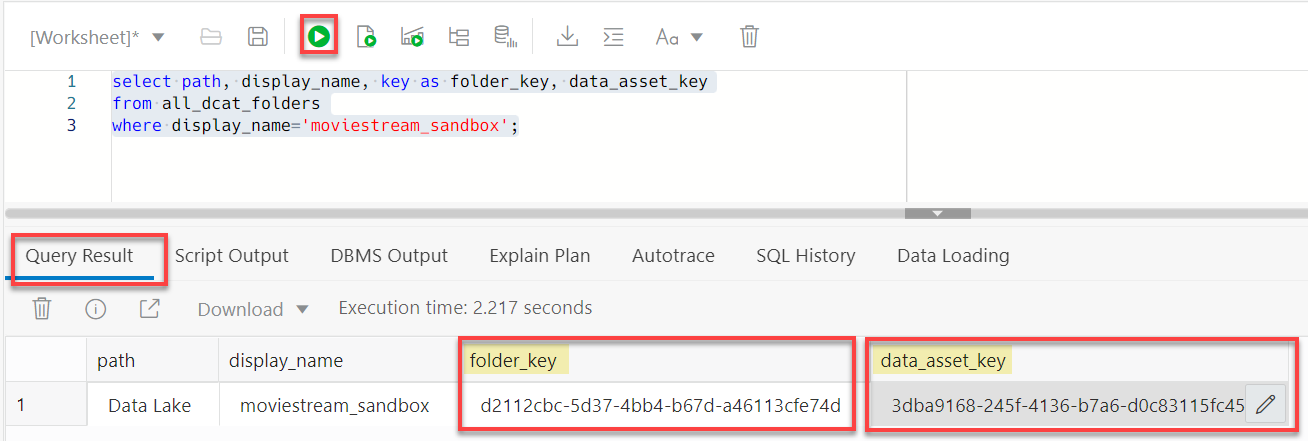 [Worksheet]*
Aa
1 select path, display_name, key as folder_key, data_asset_key
2 from all_dcat_folders
3 where display_name='moviestream_sandbox';
Query Result Script Output DBMS Output Explain Plan Autotrace SQL History Data Loading
Download Execution time: 2.217 seconds
path display_name folder_key data_asset_key
1 Data Lake moviestream_sandbox d2112cbc-5d37-4bb4-b67d-a46113cfe74d 3dba9168-245f-4136-b7a6-d0c83115fc45